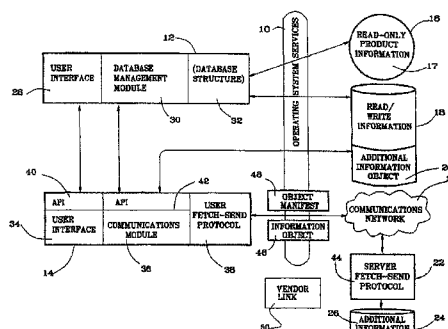 10
12
16
USER INTERFACE
DATABASE MANAGEMENT MODULE
(DATABASE STRUCTURE)
READ-ONLY PRODUCT INFORMATION
17
28
30
32
OPERATING SYSTEM SERVICES
READ/WRITE INFORMATION
18
ADDITIONAL INFORMATION OBJECT
40
42
48
API
API
USER FETCH-SEND PROTOCOL
OBJECT MANIFEST
COMMUNICATIONS NETWORK
34
USER INTERFACE
COMMUNICATIONS MODULE
INFORMATION OBJECT
14
36
38
46
44
22
SERVER FETCH-SEND PROTOCOL
VENDOR LINK
26
ADDITIONAL INFORMATION
24